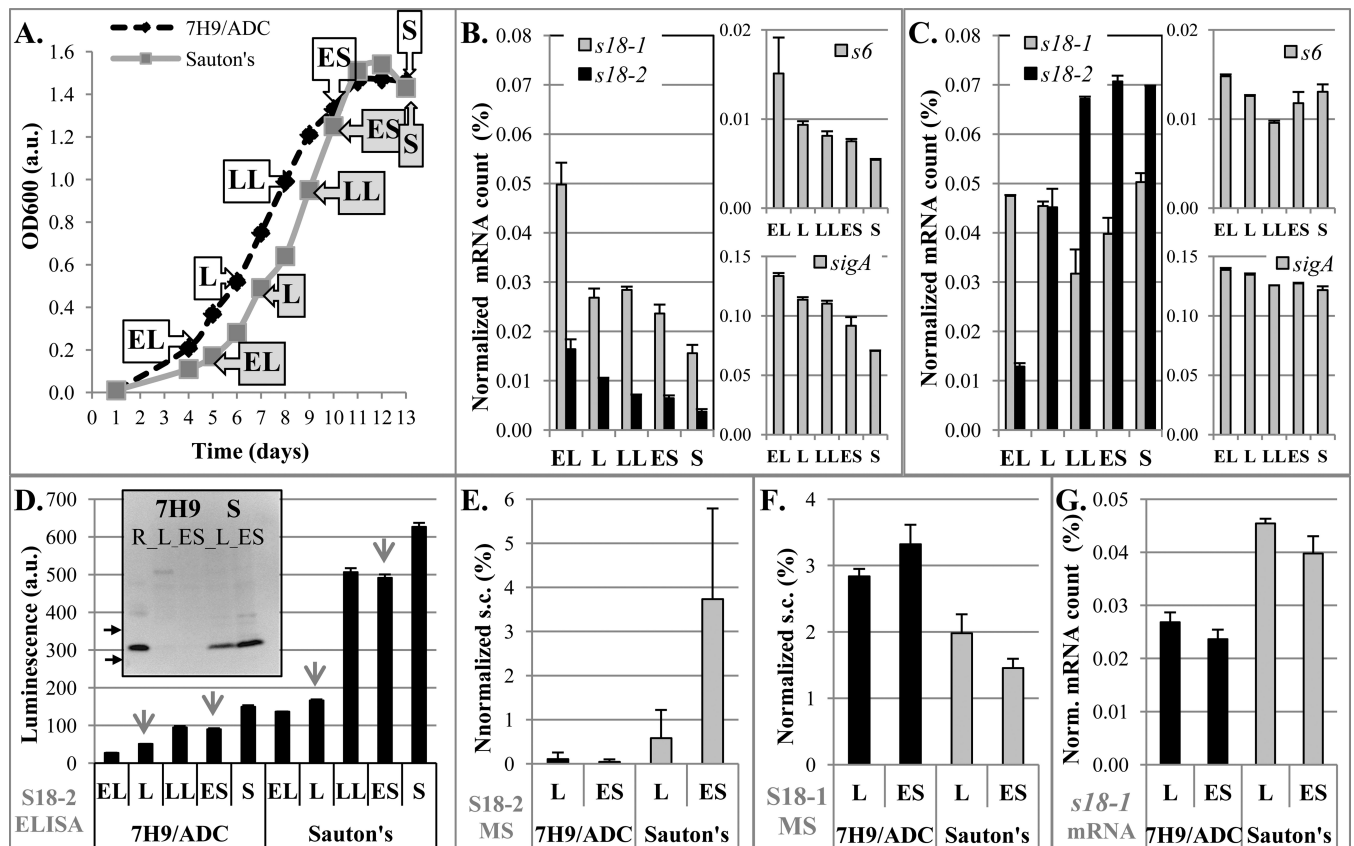 A.
7H9/ADC
Sauton's
OD600 (a.u.)
1.6
1.4
1.2
1.0
0.8
0.6
0.4
0.2
0.0
EL
L
LL
ES
S
EL
L
LL
ES
S
0 1 2 3 4 5 6 7 8 9 10 11 12 13
Time (days)
B.
s18-1
s18-2
Normalized mRNA count (%)
0.08
0.07
0.06
0.05
0.04
0.03
0.02
0.01
0.00
EL L LL ES S
s6
0.02
0.01
0.00
EL L LL ES S
sigA
0.15
0.10
0.05
0.00
EL L LL ES S
C.
s18-1
s18-2
Normalized mRNA count (%)
0.08
0.07
0.06
0.05
0.04
0.03
0.02
0.01
0.00
EL L LL ES S
s6
0.02
0.01
0.00
EL L LL ES S
sigA
0.15
0.10
0.05
0.00
EL L LL ES S
D.
Luminescence (a.u.)
700
600
500
400
300
200
100
0
7H9 S
R_L_ES_L_ES
EL L LL ES S EL L LL ES S
7H9/ADC Sauton's
S18-2
ELISA
E.
Nnormalized s.c. (%)
6
5
4
3
2
1
0
L ES L ES
7H9/ADC Sauton's
S18-2
MS
F.
Normalized s.c. (%)
4
3
2
1
0
L ES L ES
7H9/ADC Sauton's
S18-1
MS
G.
Norm. mRNA count (%)
0.05
0.04
0.03
0.02
0.01
0.00
L ES L ES
7H9/ADC Sauton's
s18-1
mRNA